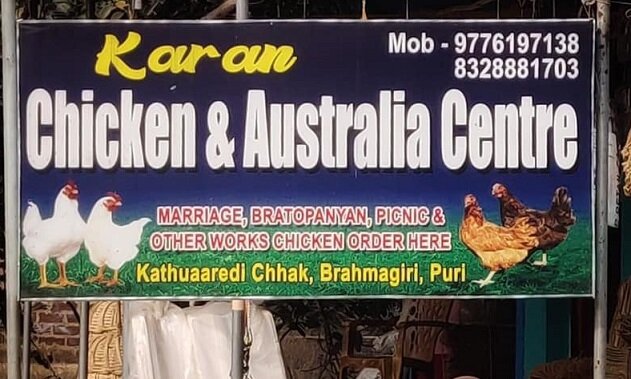 Karan
Mob - 9776197138
8328881703
Chicken & Australia Centre
MARRIAGE, BRATOPANYAN, PICNIC &
OTHER WORKS CHICKEN ORDER HERE
Kathuaaredi Chhak, Brahmagiri, Puri